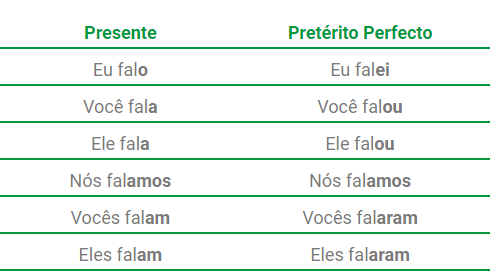 Presente Pretérito Perfecto
Eu falo Eu falei
Você fala Você falou
Ele fala Ele falou
Nós falamos Nós falamos
Vocês falam Vocês falaram
Eles falam Eles falaram